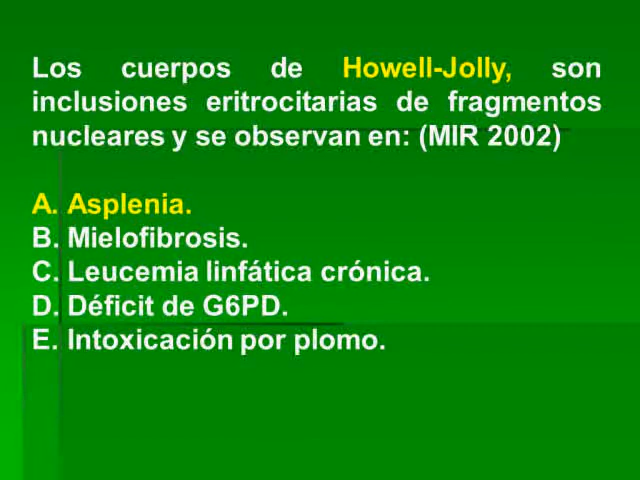 Los cuerpos de Howell-Jolly, son
inclusiones eritrocitarias de fragmentos
nucleares y se observan en: (MIR 2002)
A. Asplenia.
B. Mielofibrosis.
C. Leucemia linfática crónica.
D. Déficit de G6PD.
E. Intoxicación por plomo.